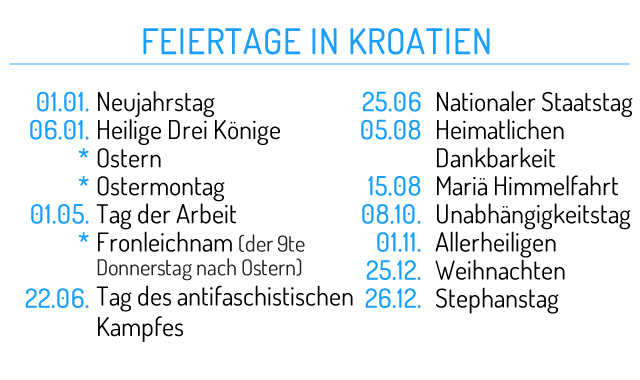 FEIERTAGE IN KROATIEN
01.01. Neujahrstag
06.01. Heilige Drei Könige
* Ostern
* Ostermontag
01.05. Tag der Arbeit
* Fronleichnam (der 9te
Donnerstag nach Ostern)
22.06. Tag des antifaschistischen
Kampfes
25.06 Nationaler Staatstag
05.08 Heimatlichen
Dankbarkeit
15.08 Mariä Himmelfahrt
08.10. Unabhängigkeitstag
01.11. Allerheiligen
25.12. Weihnachten
26.12. Stephanstag